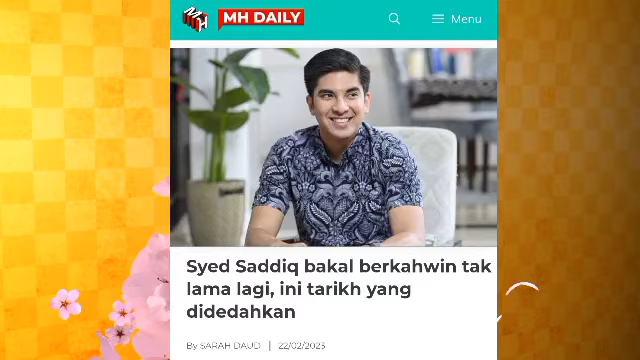 MH
MH DAILY
Menu
Syed Saddiq bakal berkahwin tak
lama lagi, ini tarikh yang
didedahkan
By SARAH DAUD | 22/02/2023